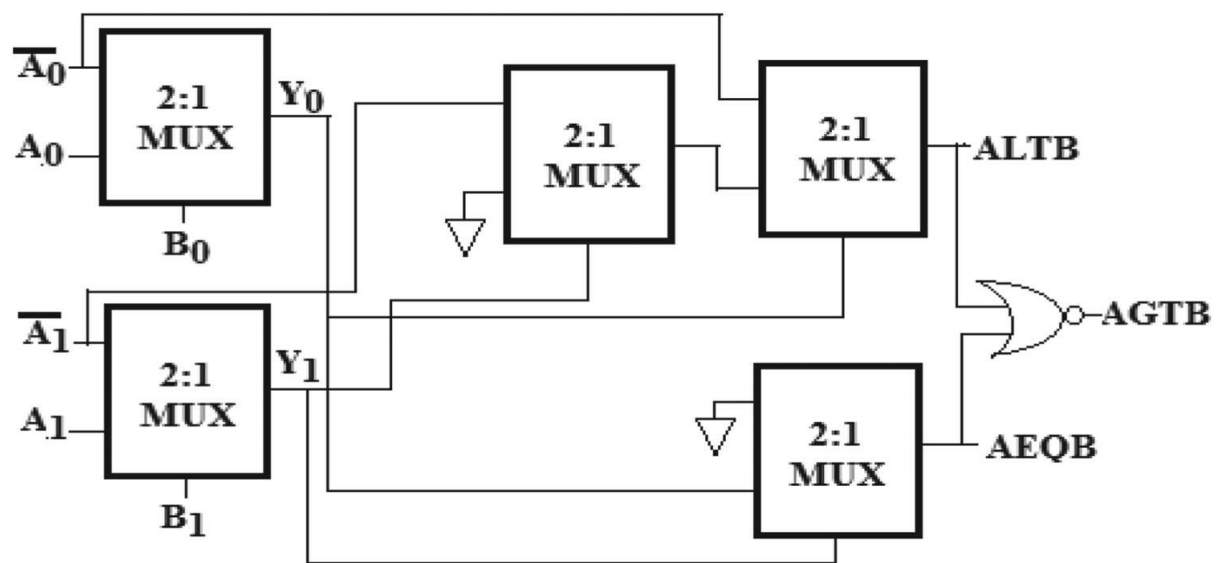 A̅₀
2:1
MUX
Y₀
A₀
B₀
2:1
MUX
2:1
MUX
ALTB
A̅₁
2:1
MUX
Y₁
A₁
B₁
AGTB
2:1
MUX
AEQB